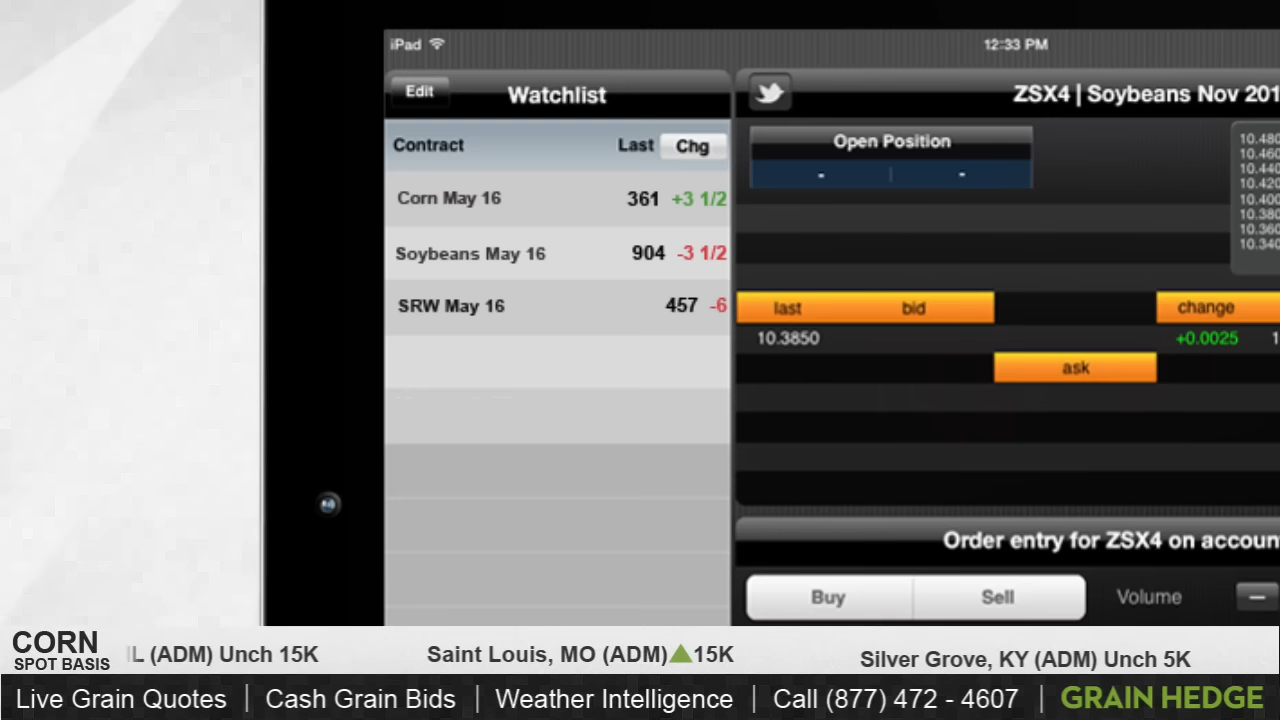 iPad 12:33 PM
Edit Watchlist ZSX4 | Soybeans Nov 201
Contract Last Chg
Open Position
- -
Corn May 16 361 +3 1/2
Soybeans May 16 904 -3 1/2
SRW May 16 457 -6
10.480
10.460
10.440
10.420
10.400
10.380
10.360
10.340
last bid change
10.3850 +0.0025 1
ask
Order entry for ZSX4 on accoun
Buy Sell Volume −
CORN
SPOT BASIS
IL (ADM) Unch 15K Saint Louis, MO (ADM) 15K Silver Grove, KY (ADM) Unch 5K
Live Grain Quotes | Cash Grain Bids | Weather Intelligence | Call (877) 472 - 4607 | GRAIN HEDGE